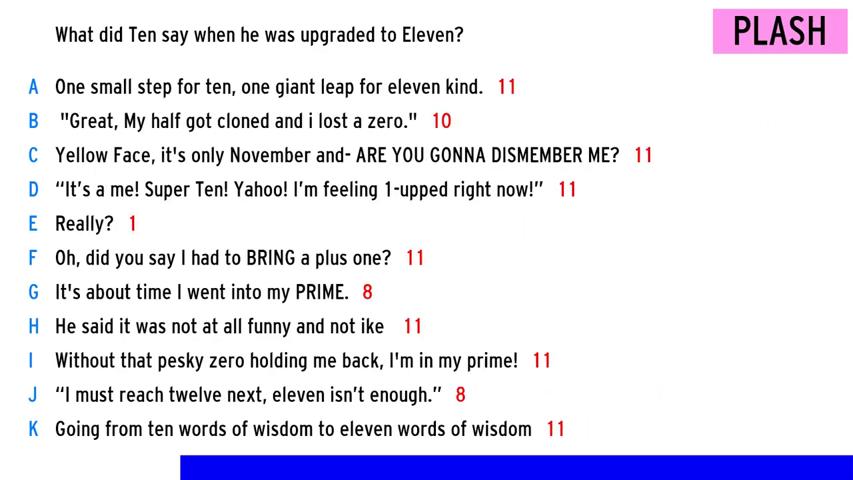 What did Ten say when he was upgraded to Eleven?
PLASH
A One small step for ten, one giant leap for eleven kind. 11
B "Great, My half got cloned and i lost a zero." 10
C Yellow Face, it's only November and- ARE YOU GONNA DISMEMBER ME? 11
D “It’s a me! Super Ten! Yahoo! I’m feeling 1-upped right now!” 11
E Really? 1
F Oh, did you say I had to BRING a plus one? 11
G It's about time I went into my PRIME. 8
H He said it was not at all funny and not ike 11
I Without that pesky zero holding me back, I'm in my prime! 11
J “I must reach twelve next, eleven isn’t enough.” 8
K Going from ten words of wisdom to eleven words of wisdom 11